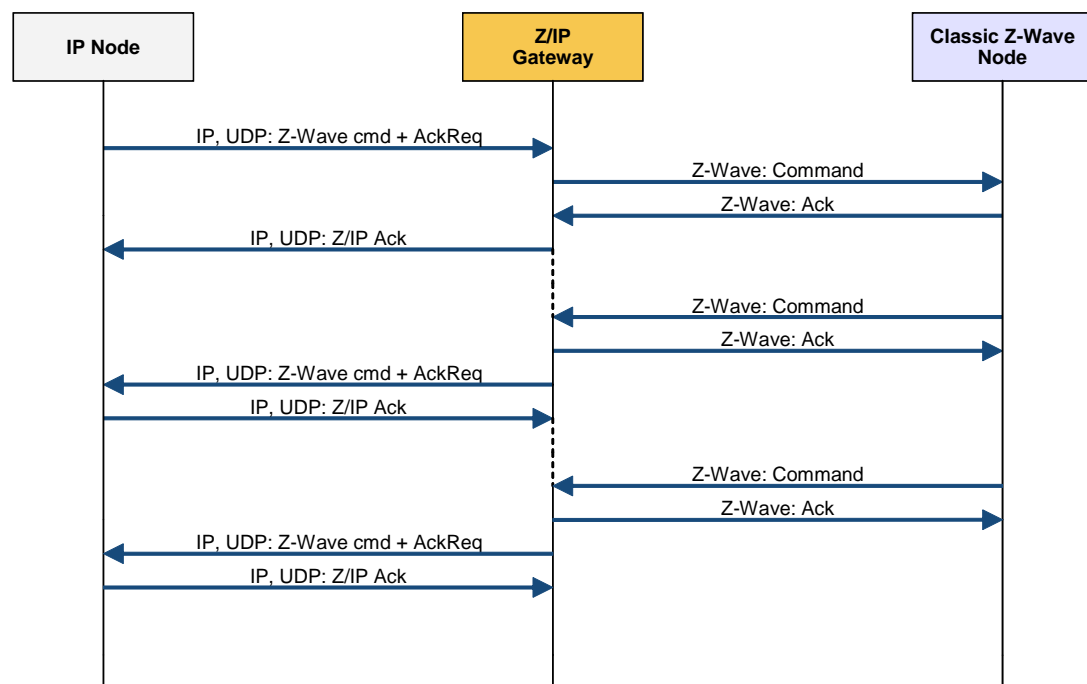 IP Node
Z/IP
Gateway
Classic Z-Wave
Node
IP, UDP: Z-Wave cmd + AckReq
Z-Wave: Command
Z-Wave: Ack
IP, UDP: Z/IP Ack
Z-Wave: Command
Z-Wave: Ack
IP, UDP: Z-Wave cmd + AckReq
IP, UDP: Z/IP Ack
Z-Wave: Command
Z-Wave: Ack
IP, UDP: Z-Wave cmd + AckReq
IP, UDP: Z/IP Ack